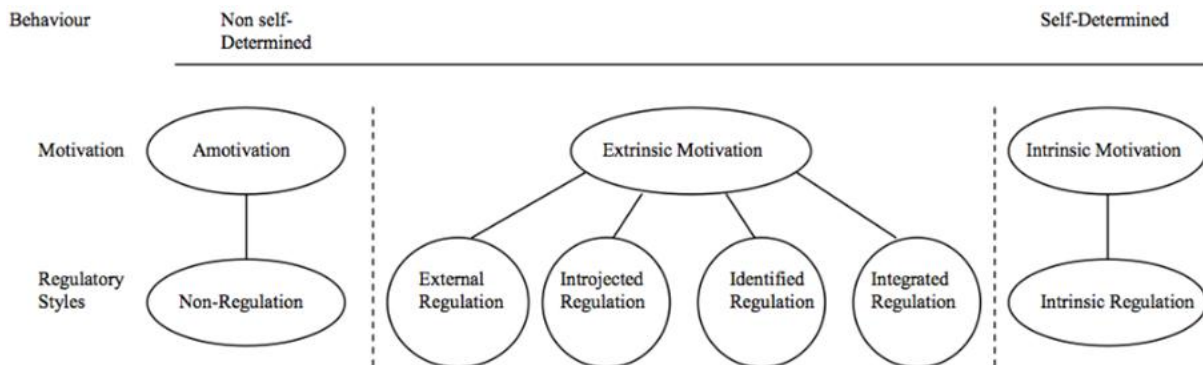 Behaviour
Non self-
Determined
Self-Determined
Motivation
Amotivation
Extrinsic Motivation
Intrinsic Motivation
Regulatory
Styles
Non-Regulation
External
Regulation
Introjected
Regulation
Identified
Regulation
Integrated
Regulation
Intrinsic Regulation